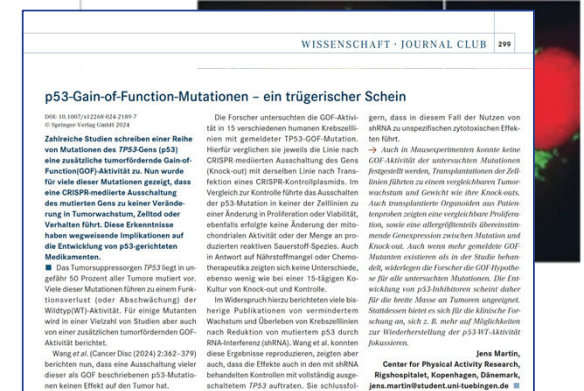 WISSENSCHAFT · JOURNAL CLUB 299
p53-Gain-of-Function-Mutationen – ein trügerischer Schein
DOI: 10.1007/s12268-024-2189-7
© Springer-Verlag GmbH 2024
Zahlreiche Studien schreiben einer Reihe
von Mutationen des TP53-Gens (p53)
eine zusätzliche tumorfördernde Gain-of-
Function(GOF)-Aktivität zu. Nun wurde
für viele dieser Mutationen gezeigt, dass
eine CRISPR-mediierte Ausschaltung
des mutierten Gens zu keiner Verände-
rung in Tumorwachstum, Zelltod oder
Verhalten führt. Diese Erkenntnisse
haben wegweisende Implikationen auf
die Entwicklung von p53-gerichteten
Medikamenten.
■ Das Tumorsuppressorgen TP53 liegt in un-
gefähr 50 Prozent aller Tumore mutiert vor.
Viele dieser Mutationen führen zu einem Funk-
tionsverlust (oder Abschwächung) der
Wildtyp(WT)-Aktivität. Für einige Mutanten
wird in einer Vielzahl von Studien aber auch
von einer zusätzlichen tumorfördernden GOF-
Aktivität berichtet.
Wang et al. (Cancer Disc (2024) 2:362–379)
berichten nun, dass eine Ausschaltung vieler
dieser als GOF beschriebenen p53-Mutatio-
nen keinen Effekt auf den Tumor hat.
Die Forscher untersuchten die GOF-Aktivi-
tät in 15 verschiedenen humanen Krebszellli-
nien mit gemeldeter TP53-GOF-Mutation.
Hierfür verglichen sie jeweils die Linie nach
CRISPR-mediierten Ausschaltung des Gens
(Knock-out) mit derselben Linie nach Trans-
fektion eines CRISPR-Kontrollplasmids. Im
Vergleich zur Kontrolle führte das Ausschalten
der p53-Mutation in keiner der Zelllinien zu
einer Änderung in Proliferation oder Viabilität,
ebenfalls erfolgte keine Änderung der mito-
chondrialen Aktivität oder der Menge an pro-
duzierten reaktiven Sauerstoff-Spezies. Auch
in Antwort auf Nährstoffmangel oder Chemo-
therapeutika zeigten sich keine Unterschiede,
ebenso wenig wie bei einer 15-tägigen Ko-
Kultur von Knock-out und Kontrolle.
Im Widerspruch hierzu berichteten viele bis-
herige Publikationen von vermindertem
Wachstum und Überleben von Krebszelllinien
nach Reduktion von mutiertem p53 durch
RNA-Interferenz (shRNA). Wang et al. konnten
diese Ergebnisse reproduzieren, zeigten aber
auch, dass die Effekte auch in den mit shRNA
behandelten Kontrollen mit vollständig ausge-
schaltetem TP53 auftraten. Sie schlussfol-
gern, dass in diesem Fall der Nutzen von
shRNA zu unspezifischen zytotoxischen Effek-
ten führt.
→ Auch in Mausexperimenten konnte keine
GOF-Aktivität der untersuchten Mutationen
festgestellt werden, Transplantationen der Zell-
linien führten zu einem vergleichbaren Tumor-
wachstum und Gewicht wie ihre Knock-outs.
Auch transplantierte Organoiden aus Patien-
tenproben zeigten eine vergleichbare Prolifera-
tion, sowie eine allergrößtenteils übereinstim-
mende Genexpression zwischen Mutation und
Knock-out. Auch wenn mehr gemeldete GOF-
Mutanten existieren als in der Studie behan-
delt, widerlegen die Forscher die GOF-Hypothe-
se für alle untersuchten Mutationen. Die Ent-
wicklung von p53-Inhibitoren scheint daher
für die breite Masse an Tumoren ungeeignet.
Stattdessen bietet es sich für die klinische For-
schung an, sich z. B. mehr auf Möglichkeiten
zur Wiederherstellung der p53-WT-Aktivität
fokussieren.
Jens Martin,
Center for Physical Activity Research,
Rigshospitalet, Kopenhagen, Dänemark,
jens.martin@student.uni-tuebingen.de ■